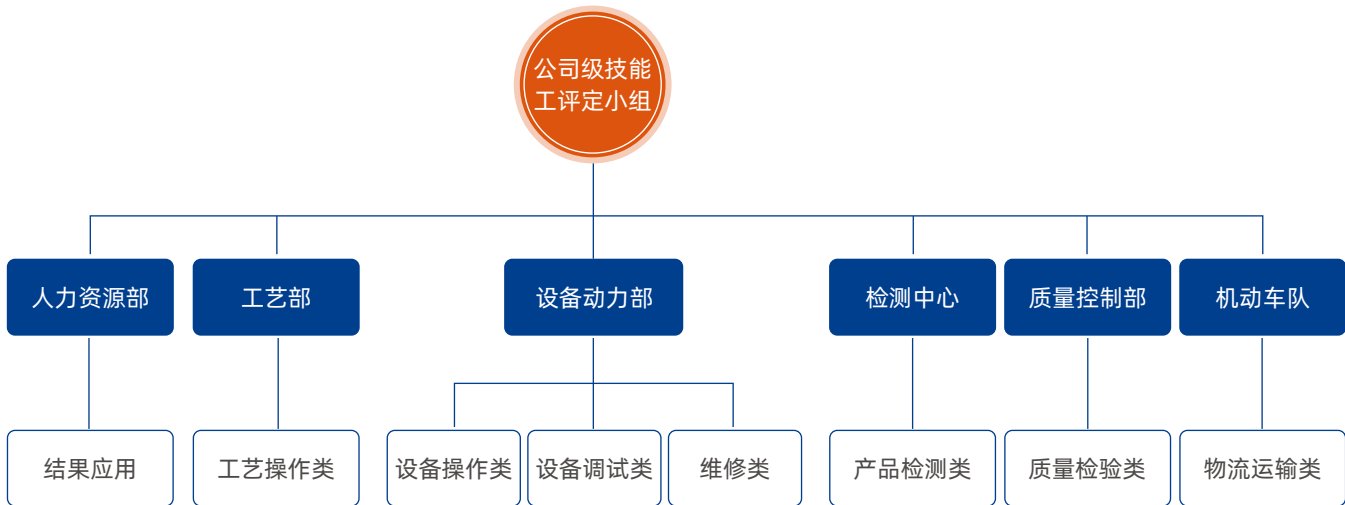 公司级技能
工评定小组
人力资源部
工艺部
设备动力部
检测中心
质量控制部
机动车队
结果应用
工艺操作类
设备操作类
设备调试类
维修类
产品检测类
质量检验类
物流运输类